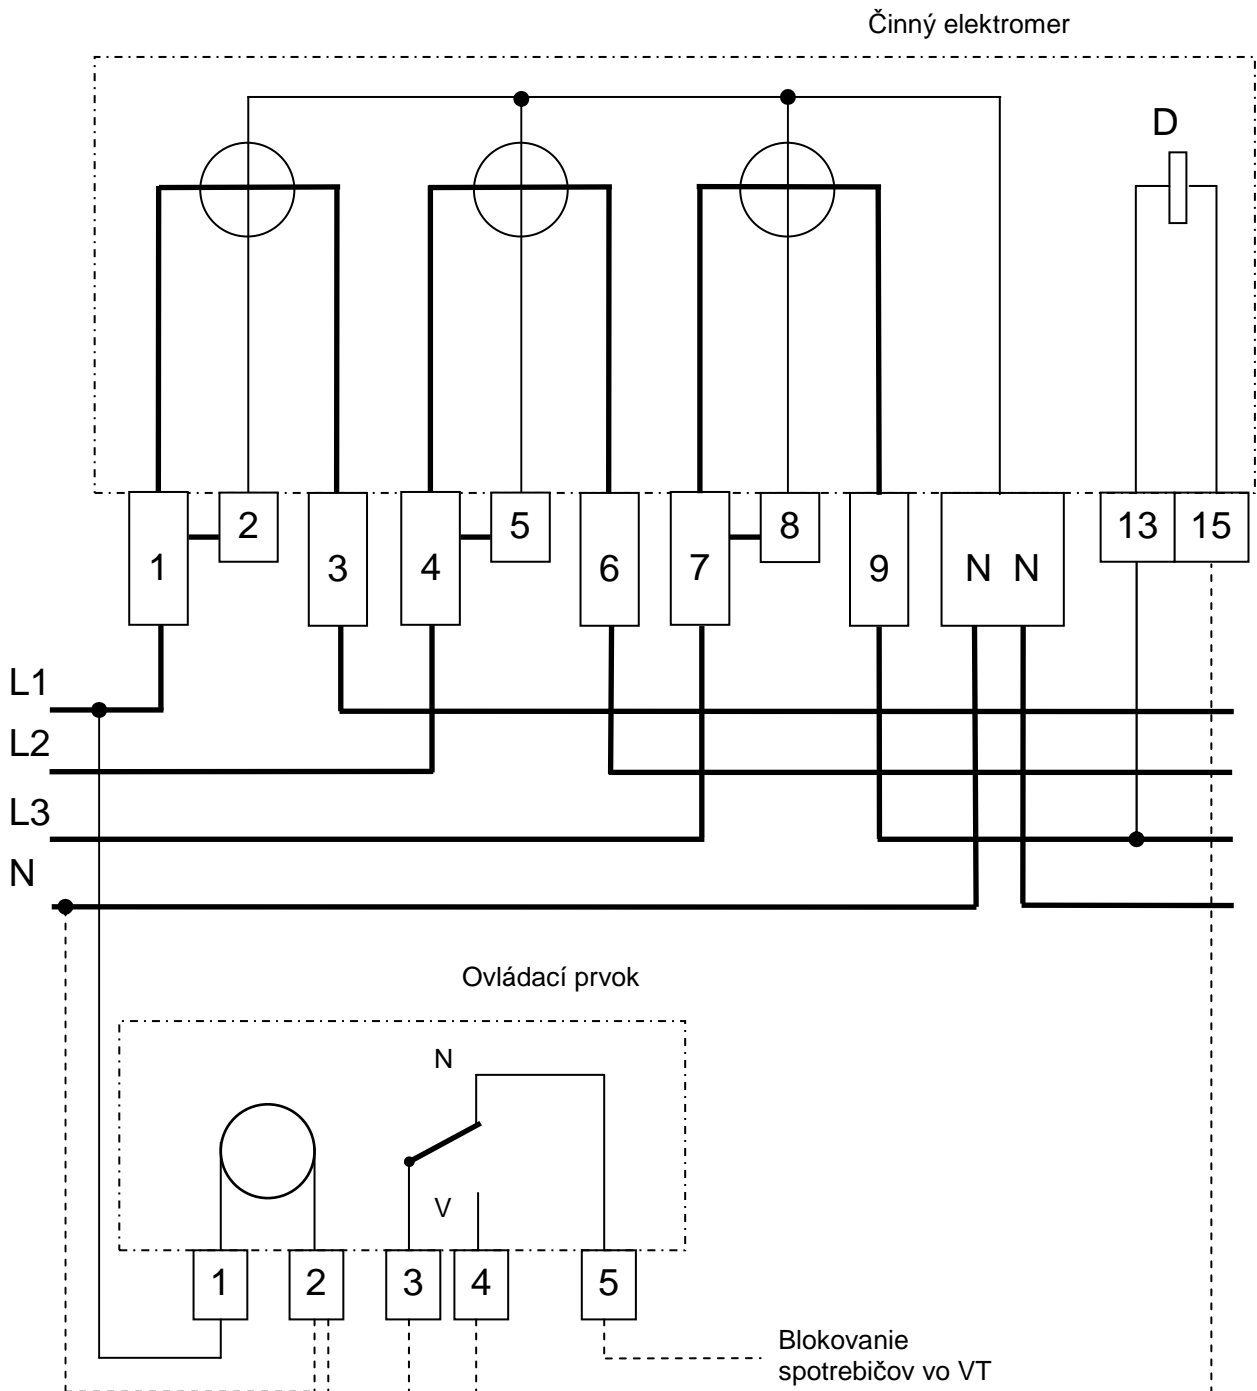 Činný elektromer
D
1 2 3 4 5 6 7 8 9 N N 13 15
L1
L2
L3
N
Ovládací prvok
N
V
1 2 3 4 5
Blokovanie
spotrebičov vo VT